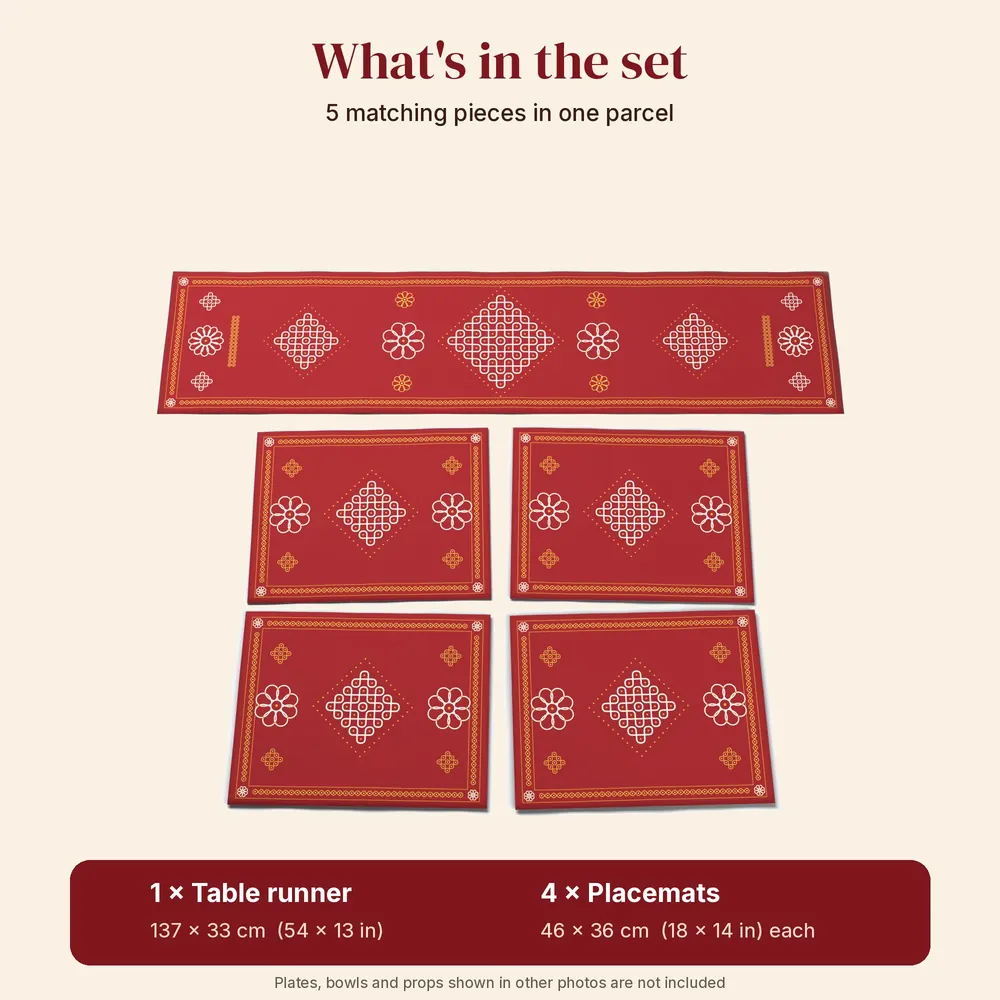 What's in the set
5 matching pieces in one parcel
1 × Table runner
137 × 33 cm (54 × 13 in)
4 × Placemats
46 × 36 cm (18 × 14 in) each
Plates, bowls and props shown in other photos are not included